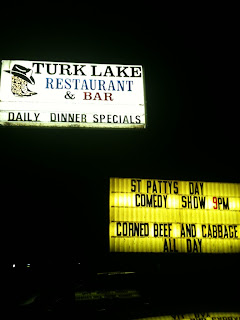 TURK LAKE
RESTAURANT
& BAR
DAILY DINNER SPECIALS
ST PATTYS DAY
COMEDY SHOW 9PM
CORNED BEEF AND CABBAGE
ALL DAY